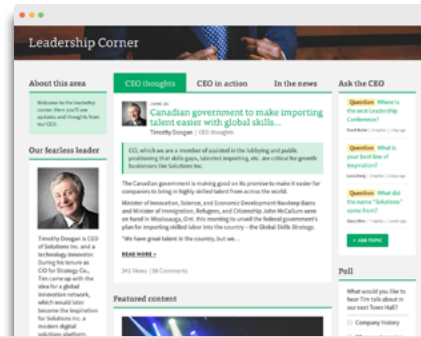 Leadership Corner
About this area
Welcome to the leadership
corner. Here you'll see
updates and thoughts from
our CEO.
Our fearless leader
Timothy Doogan is CEO
of Solutions Inc. and a
technology innovator.
During his tenure as
CIO for Strategy Co.,
Tim came up with the
idea for a global
innovation network,
which would later
become the inspiration
for Solutions Inc. a
modern digital
solutions platform.
CEO thoughts
CEO in action
In the news
JUNE 20
Canadian government to make importing
talent easier with global skills...
Timothy Doogan | CEO thoughts
CCI, which we are a member of assisted in the lobbying and public
positioning that skills gaps, talented importing, etc. are critical for growth
businesses like Solutions Inc.
The Canadian government is making good on its promise to make it easier for
companies to bring in highly skilled talent from across the world.
Minister of Innovation, Science, and Economic Development Navdeep Bains
and Minister of immigration, Refugees, and Citizenship John McCallum were
on hand in Mississauga, Ont. this morning to unveil the federal government's
plan for importing skilled labor into the country – the Global Skills Strategy.
"We have great talent in the country, but we...
READ MORE »
341 Views | 58 Comments
Featured content
Ask the CEO
Question Where is
the next Leadership
Conference?
Question What is
your best line of
inspiration?
Question What did
the name "Solutions"
come from?
+ ADD TOPIC
Poll
What would you like to
hear Tim talk about in
our next Town Hall?
Company history